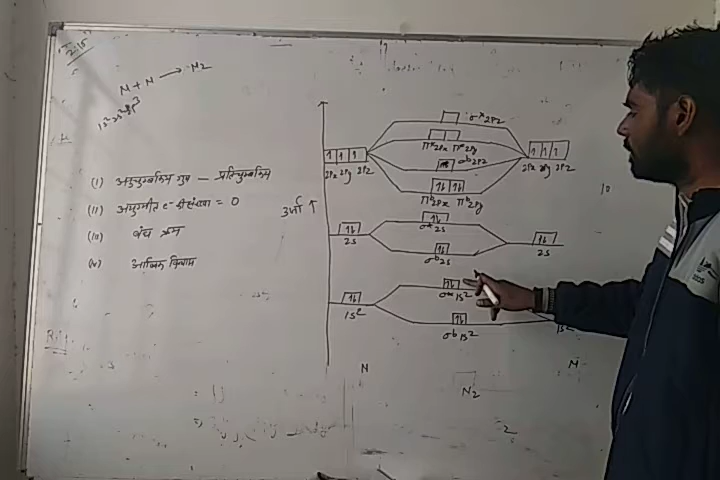 N + N → N2
1s² 2s² 2p³
(i) अनुचुम्बकीय गुण – प्रतिचुम्बकीय
(ii) अयुग्मीत e- की संख्या = 0
(iii) बंध क्रम
(iv) आण्विक विन्यास
ऊर्जा ↑
σ*2pz
π*2px π*2py
σb2pz
πb2px πb2py
2px 2py 2pz
2px 2py 2pz
σ*2s
2s
2s
σb2s
σ*1s²
1s²
1s²
σb1s²
N
N2
N